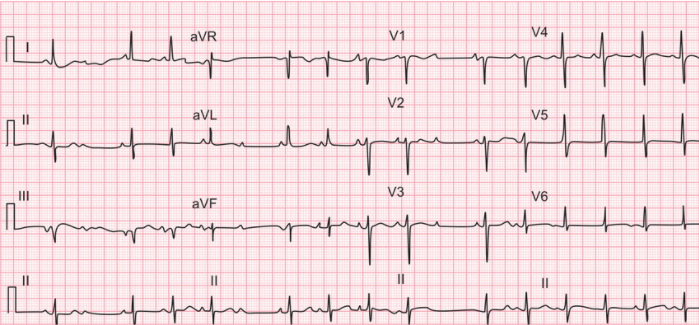 I aVR V1 V4
II aVL V2 V5
III aVF V3 V6
II II II II